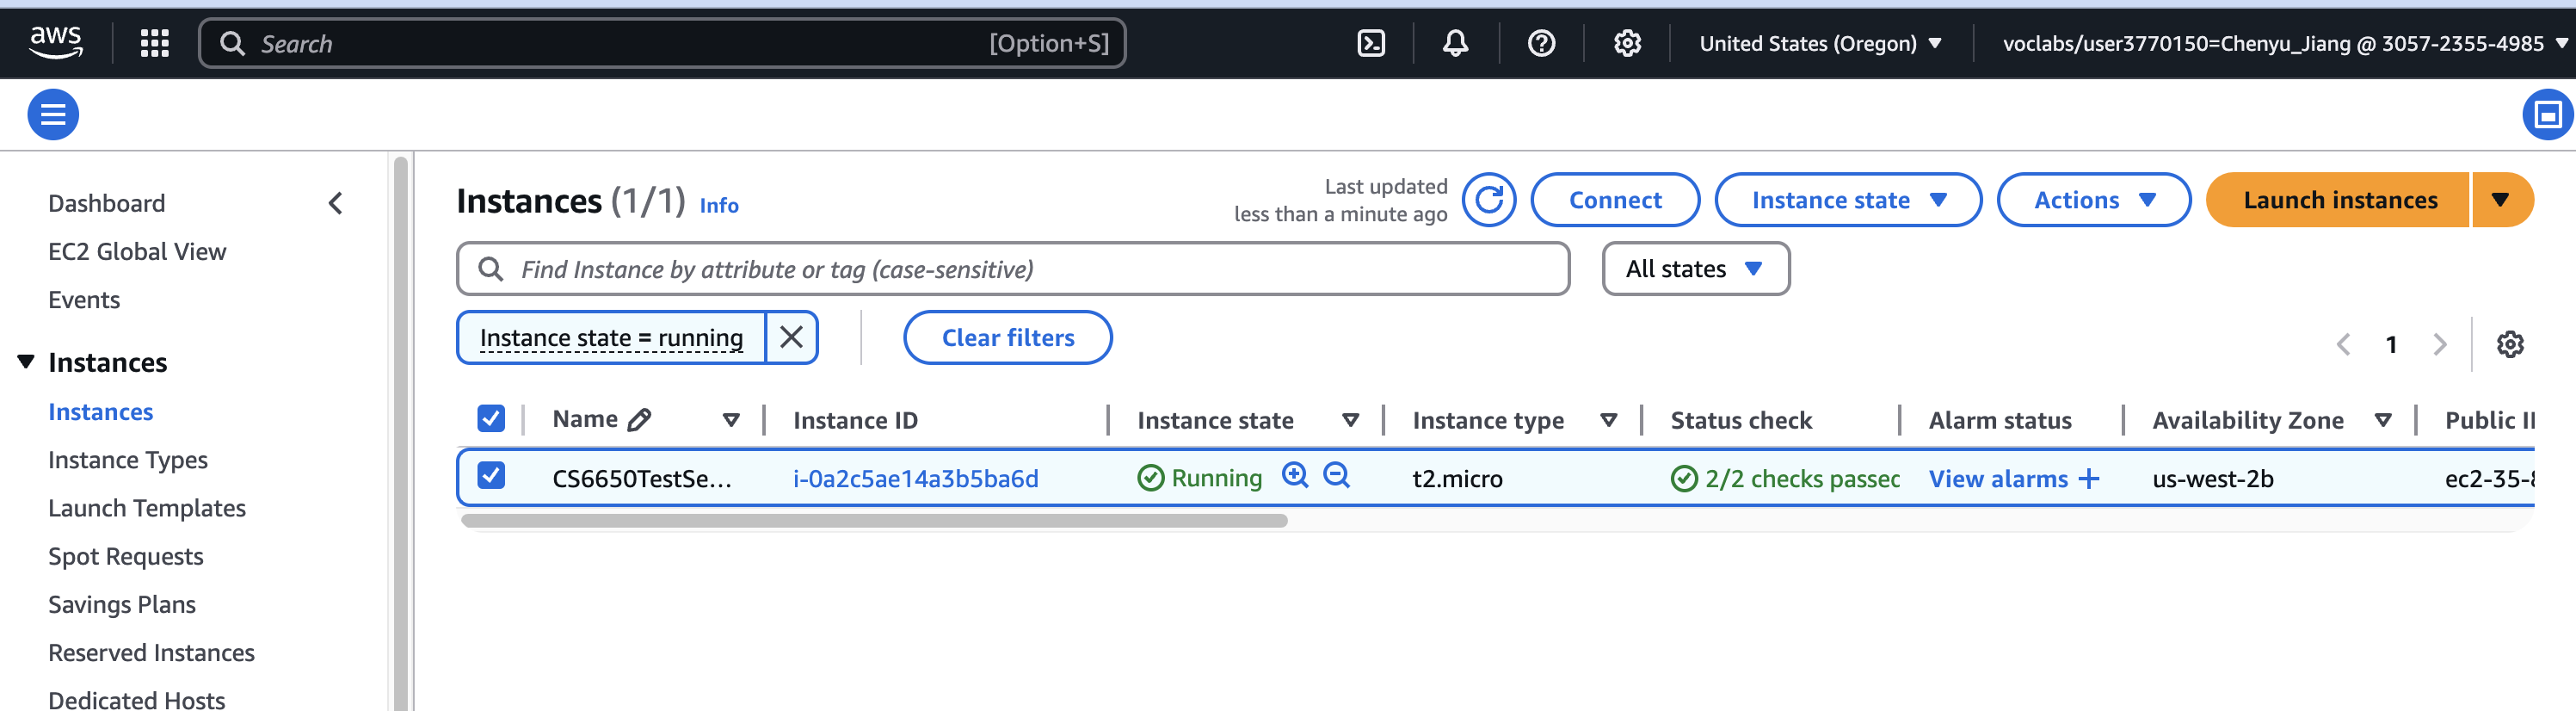 aws
Search [Option+S]
United States (Oregon)
voclabs/user3770150=Chenyu_Jiang @ 3057-2355-4985
Dashboard
EC2 Global View
Events
Instances
Instances
Instance Types
Launch Templates
Spot Requests
Savings Plans
Reserved Instances
Dedicated Hosts
Instances (1/1) Info
Last updated
less than a minute ago
Connect
Instance state
Actions
Launch instances
Find Instance by attribute or tag (case-sensitive)
All states
Instance state = running
Clear filters
1
Name Instance ID Instance state Instance type Status check Alarm status Availability Zone Public
CS6650TestSe... i-0a2c5ae14a3b5ba6d Running t2.micro 2/2 checks passec View alarms + us-west-2b ec2-35-